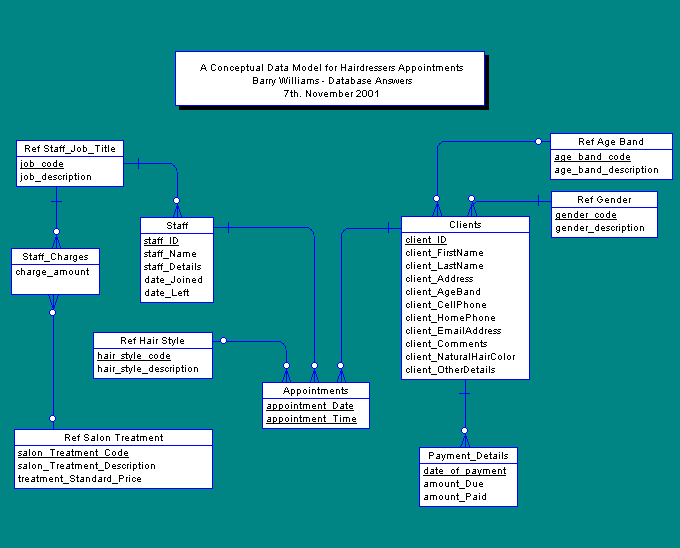 A Conceptual Data Model for Hairdressers Appointments
Barry Williams - Database Answers
7th. November 2001
Ref Staff_Job_Title
job_code
job_description
Ref Age Band
age_band_code
age_band_description
Ref Gender
gender_code
gender_description
Staff
staff_ID
staff_Name
staff_Details
date_Joined
date_Left
Clients
client_ID
client_FirstName
client_LastName
client_Address
client_AgeBand
client_CellPhone
client_HomePhone
client_EmailAddress
client_Comments
client_NaturalHairColor
client_OtherDetails
Staff_Charges
charge_amount
Ref Hair Style
hair_style_code
hair_style_description
Appointments
appointment_Date
appointment_Time
Ref Salon Treatment
salon_Treatment_Code
salon_Treatment_Description
treatment_Standard_Price
Payment_Details
date_of_payment
amount_Due
amount_Paid